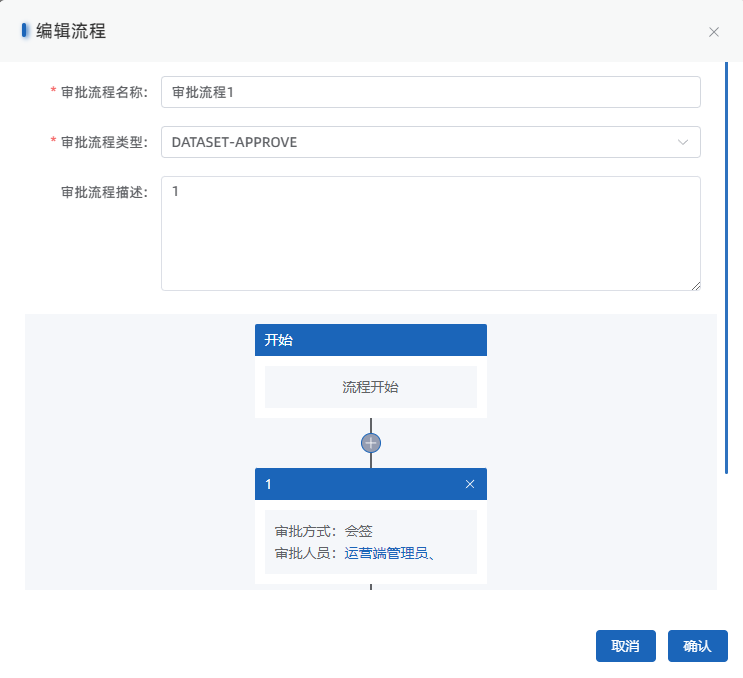 编辑流程
* 审批流程名称： 审批流程1
* 审批流程类型： DATASET-APPROVE
审批流程描述： 1
开始
流程开始
1
审批方式：会签
审批人员：运营端管理员、
取消 确认